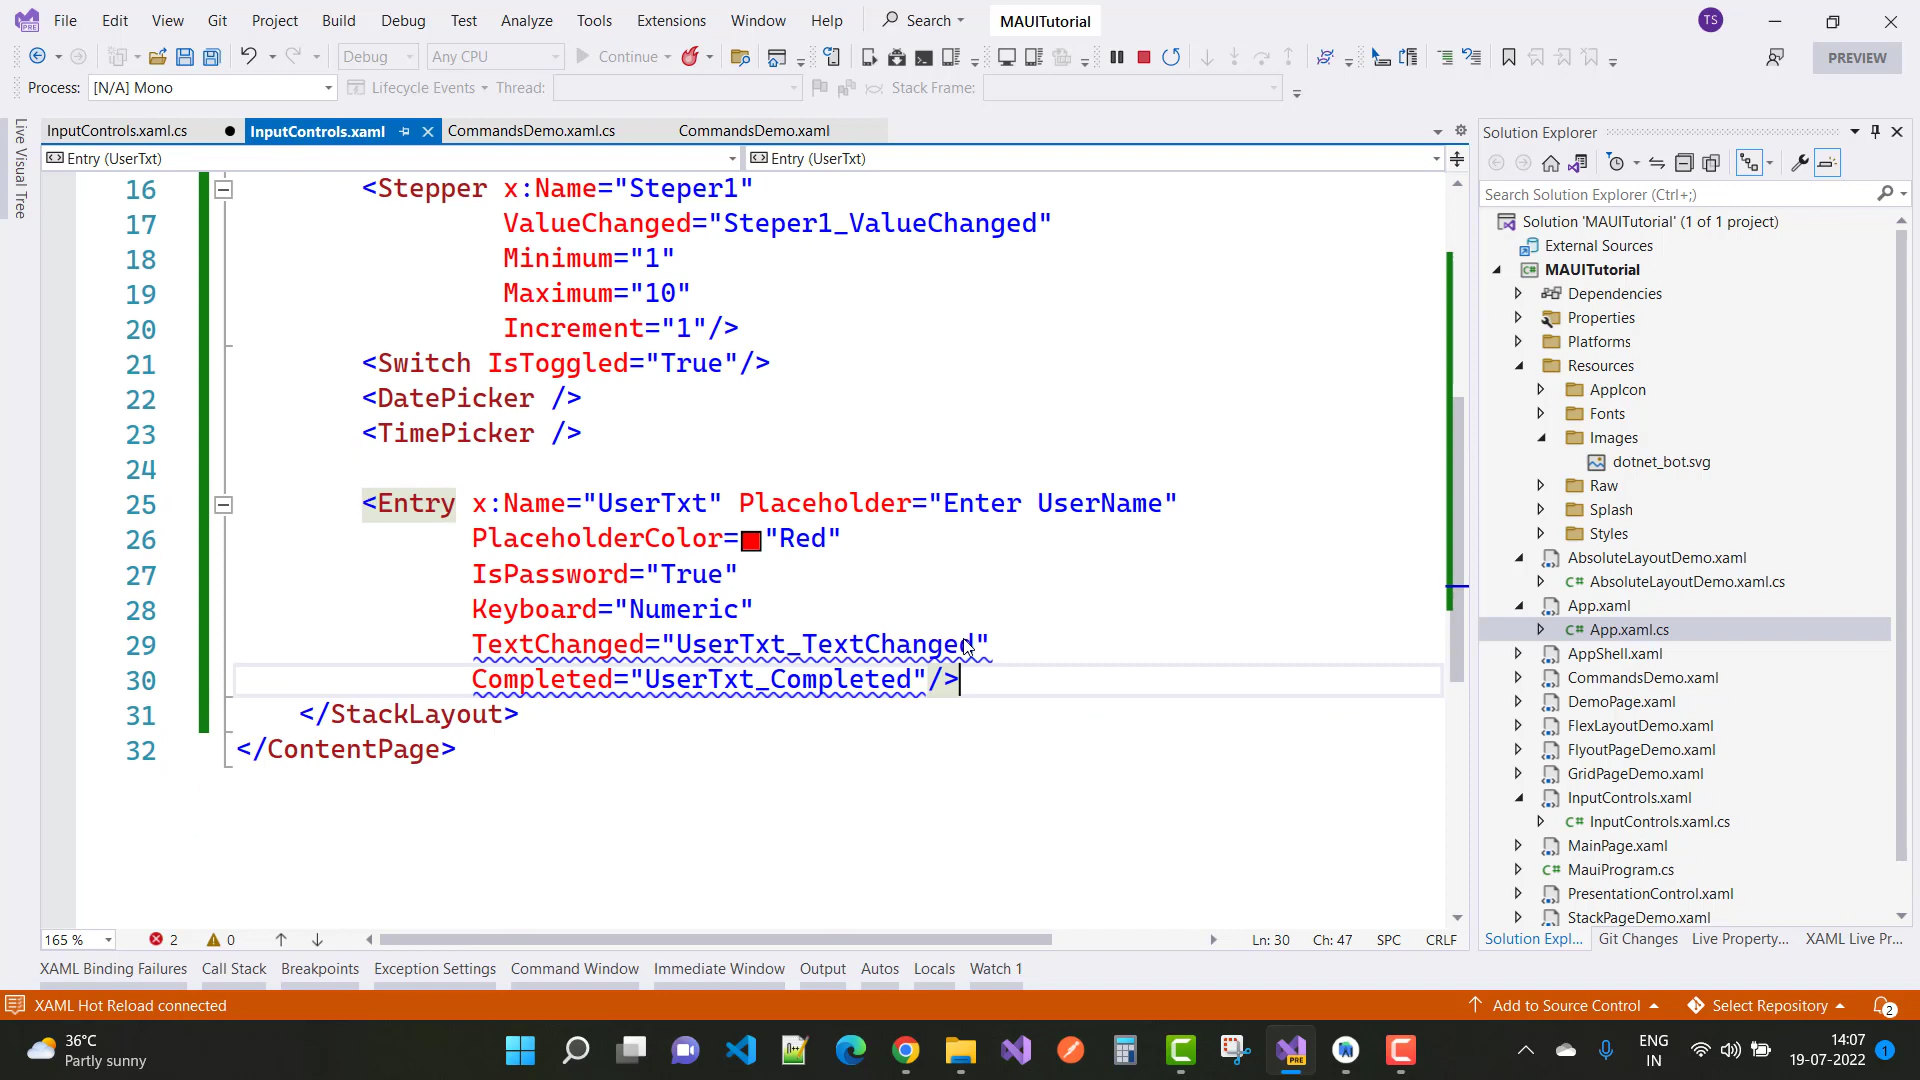 File Edit View Git Project Build Debug Test Analyze Tools Extensions Window Help Search MAUITutorial TS
Debug Any CPU Continue PREVIEW
Process: [N/A] Mono Lifecycle Events Thread: Stack Frame:
Live Visual Tree
InputControls.xaml.cs InputControls.xaml CommandsDemo.xaml.cs CommandsDemo.xaml
Entry (UserTxt) Entry (UserTxt)
16 <Stepper x:Name="Steper1"
17 ValueChanged="Steper1_ValueChanged"
18 Minimum="1"
19 Maximum="10"
20 Increment="1"/>
21 <Switch IsToggled="True"/>
22 <DatePicker />
23 <TimePicker />
24
25 <Entry x:Name="UserTxt" Placeholder="Enter UserName"
26 PlaceholderColor="Red"
27 IsPassword="True"
28 Keyboard="Numeric"
29 TextChanged="UserTxt_TextChanged"
30 Completed="UserTxt_Completed"/>
31 </StackLayout>
32 </ContentPage>
165 % 2 0 Ln: 30 Ch: 47 SPC CRLF
Solution Explorer
Search Solution Explorer (Ctrl+;)
Solution 'MAUITutorial' (1 of 1 project)
External Sources
C# MAUITutorial
Dependencies
Properties
Platforms
Resources
AppIcon
Fonts
Images
dotnet_bot.svg
Raw
Splash
Styles
AbsoluteLayoutDemo.xaml
C# AbsoluteLayoutDemo.xaml.cs
App.xaml
C# App.xaml.cs
AppShell.xaml
CommandsDemo.xaml
DemoPage.xaml
FlexLayoutDemo.xaml
FlyoutPageDemo.xaml
GridPageDemo.xaml
InputControls.xaml
C# InputControls.xaml.cs
MainPage.xaml
C# MauiProgram.cs
PresentationControl.xaml
StackPageDemo.xaml
Solution Expl... Git Changes Live Property... XAML Live Pr...
XAML Binding Failures Call Stack Breakpoints Exception Settings Command Window Immediate Window Output Autos Locals Watch 1
XAML Hot Reload connected Add to Source Control Select Repository 2
36°C
Partly sunny
PRE
ENG
IN
14:07
19-07-2022
1